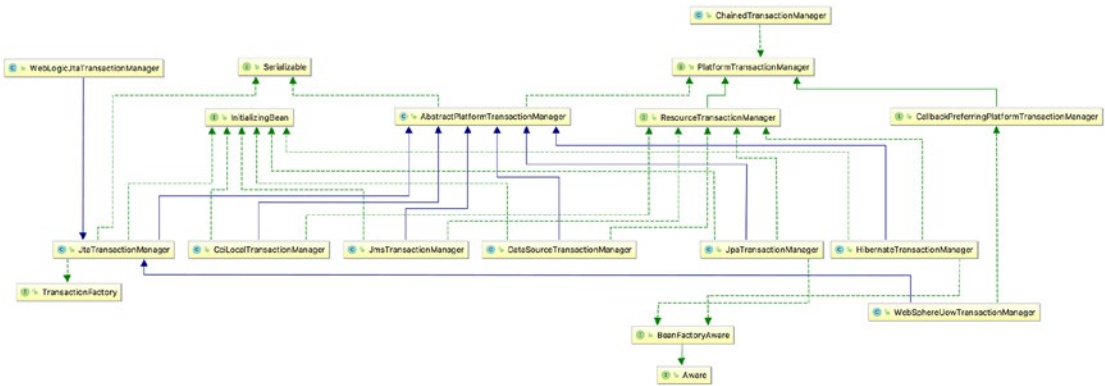 ChainedTransactionManager
WebLogicJtaTransactionManager
Serializable
PlatformTransactionManager
InitializingBean
AbstractPlatformTransactionManager
ResourceTransactionManager
CallbackPreferringPlatformTransactionManager
JtaTransactionManager
CciLocalTransactionManager
JmsTransactionManager
DataSourceTransactionManager
JpaTransactionManager
HibernateTransactionManager
TransactionFactory
WebSphereUowTransactionManager
BeanFactoryAware
Aware